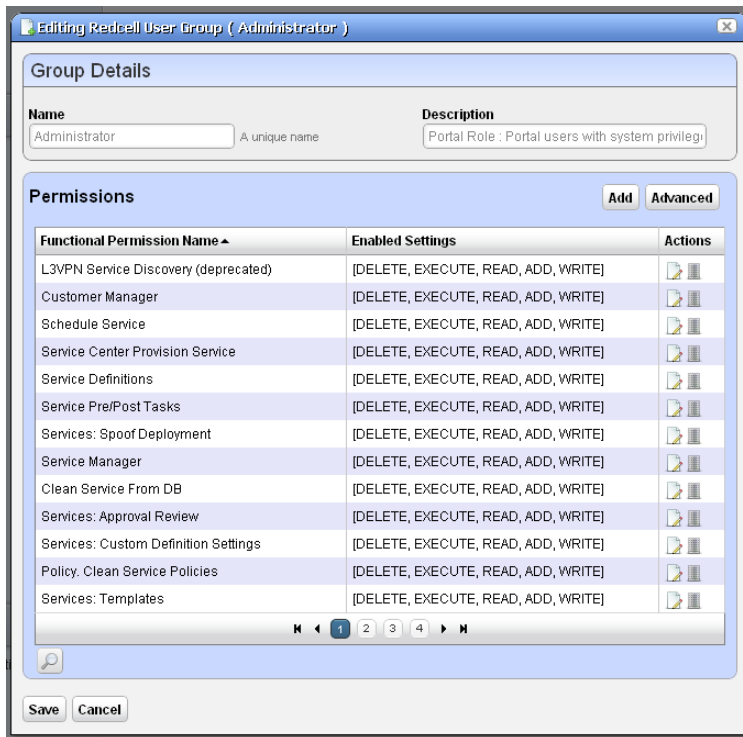 Editing Redcell User Group ( Administrator )
Group Details
Name
Description
Administrator A unique name Portal Role : Portal users with system privileg
Permissions
Add Advanced
Functional Permission Name Enabled Settings Actions
L3VPN Service Discovery (deprecated) [DELETE, EXECUTE, READ, ADD, WRITE]
Customer Manager [DELETE, EXECUTE, READ, ADD, WRITE]
Schedule Service [DELETE, EXECUTE, READ, ADD, WRITE]
Service Center Provision Service [DELETE, EXECUTE, READ, ADD, WRITE]
Service Definitions [DELETE, EXECUTE, READ, ADD, WRITE]
Service Pre/Post Tasks [DELETE, EXECUTE, READ, ADD, WRITE]
Services: Spoof Deployment [DELETE, EXECUTE, READ, ADD, WRITE]
Service Manager [DELETE, EXECUTE, READ, ADD, WRITE]
Clean Service From DB [DELETE, EXECUTE, READ, ADD, WRITE]
Services: Approval Review [DELETE, EXECUTE, READ, ADD, WRITE]
Services: Custom Definition Settings [DELETE, EXECUTE, READ, ADD, WRITE]
Policy. Clean Service Policies [DELETE, EXECUTE, READ, ADD, WRITE]
Services: Templates [DELETE, EXECUTE, READ, ADD, WRITE]
1 2 3 4
Save Cancel